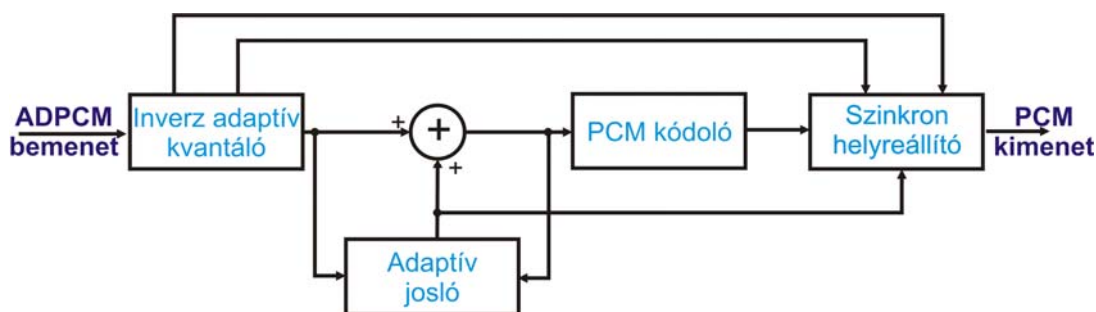 ADPCM
bemenet
Inverz adaptív
kvantáló
+
+
+
PCM kódoló
Szinkron
helyreállító
PCM
kimenet
Adaptív
josló